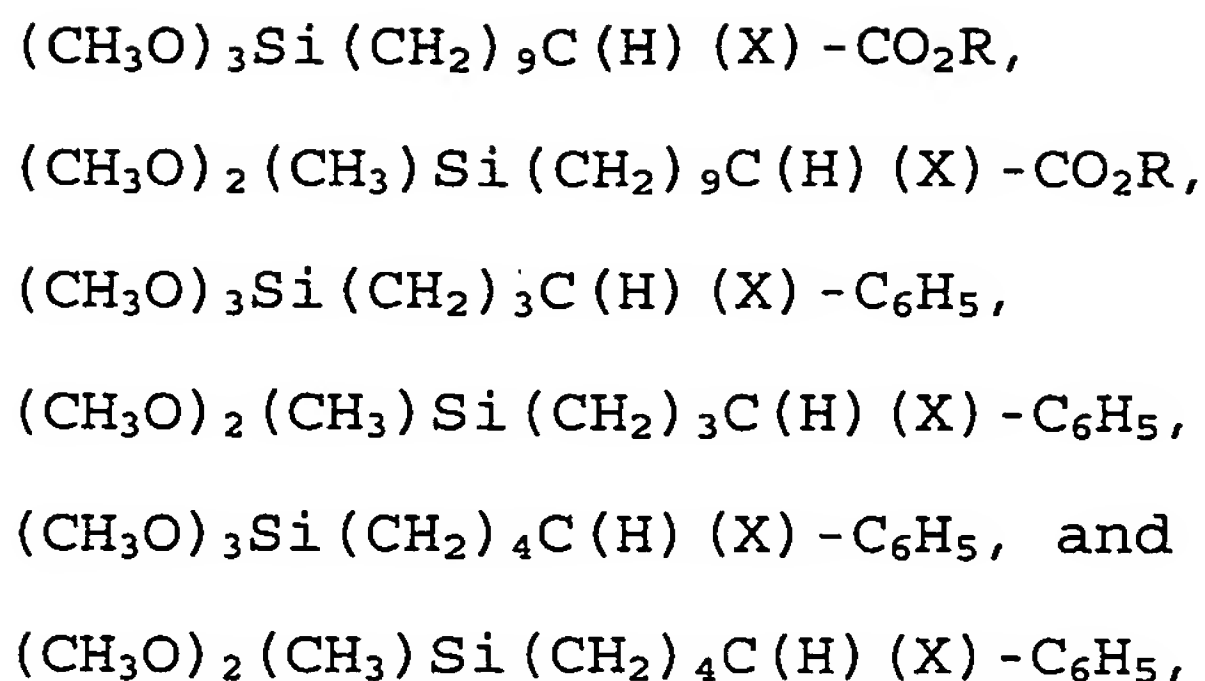 (CH₃O)₃Si(CH₂)₉C(H)(X)-CO₂R,
(CH₃O)₂(CH₃)Si(CH₂)₉C(H)(X)-CO₂R,
(CH₃O)₃Si(CH₂)₃C(H)(X)-C₆H₅,
(CH₃O)₂(CH₃)Si(CH₂)₃C(H)(X)-C₆H₅,
(CH₃O)₃Si(CH₂)₄C(H)(X)-C₆H₅, and
(CH₃O)₂(CH₃)Si(CH₂)₄C(H)(X)-C₆H₅,